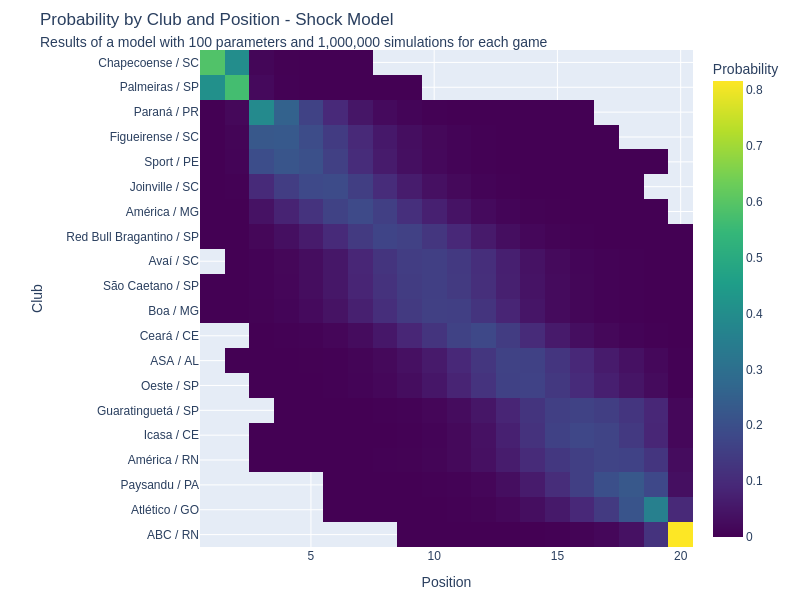 Probability by Club and Position - Shock Model
Results of a model with 100 parameters and 1,000,000 simulations for each game
Probability
Chapecoense / SC
Palmeiras / SP
Paraná / PR
Figueirense / SC
Sport / PE
Joinville / SC
América / MG
Red Bull Bragantino / SP
Avaí / SC
São Caetano / SP
Boa / MG
Ceará / CE
ASA / AL
Oeste / SP
Guaratinguetá / SP
Icasa / CE
América / RN
Paysandu / PA
Atlético / GO
ABC / RN
Club
5
10
15
20
Position
0.8
0.7
0.6
0.5
0.4
0.3
0.2
0.1
0